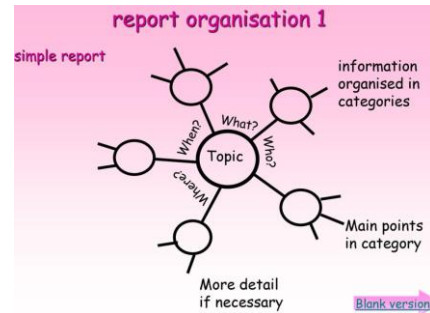 report organisation 1
simple report
information
organised in
categories
What?
When?
Who?
Topic
Where?
Main points
in category
More detail
if necessary
Blank version